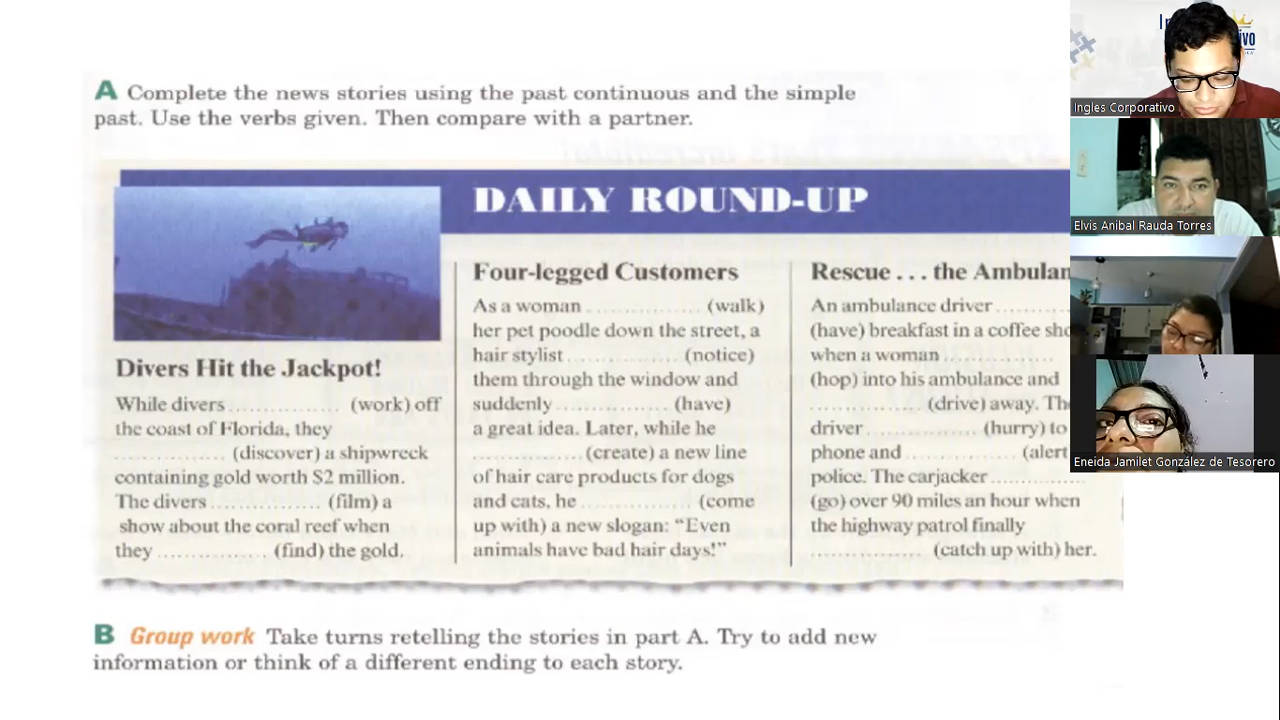 A Complete the news stories using the past continuous and the simple
past. Use the verbs given. Then compare with a partner.
DAILY ROUND-UP
Divers Hit the Jackpot!
While divers ................ (work) off
the coast of Florida, they
................ (discover) a shipwreck
containing gold worth $2 million.
The divers ................ (film) a
show about the coral reef when
they ................ (find) the gold.
Four-legged Customers
As a woman ................ (walk)
her pet poodle down the street, a
hair stylist ................ (notice)
them through the window and
suddenly ................ (have)
a great idea. Later, while he
................ (create) a new line
of hair care products for dogs
and cats, he ................ (come
up with) a new slogan: “Even
animals have bad hair days!”
Rescue . . . the Ambulan
An ambulance driver ..........
(have) breakfast in a coffee sho
when a woman ................
(hop) into his ambulance and
................ (drive) away. Th
driver ................ (hurry) to
phone and ................ (alert
police. The carjacker ..............
(go) over 90 miles an hour when
the highway patrol finally
................ (catch up with) her.
B Group work Take turns retelling the stories in part A. Try to add new
information or think of a different ending to each story.
Ingles Corporativo
Elvis Anibal Rauda Torres
Eneida Jamilet González de Tesorero